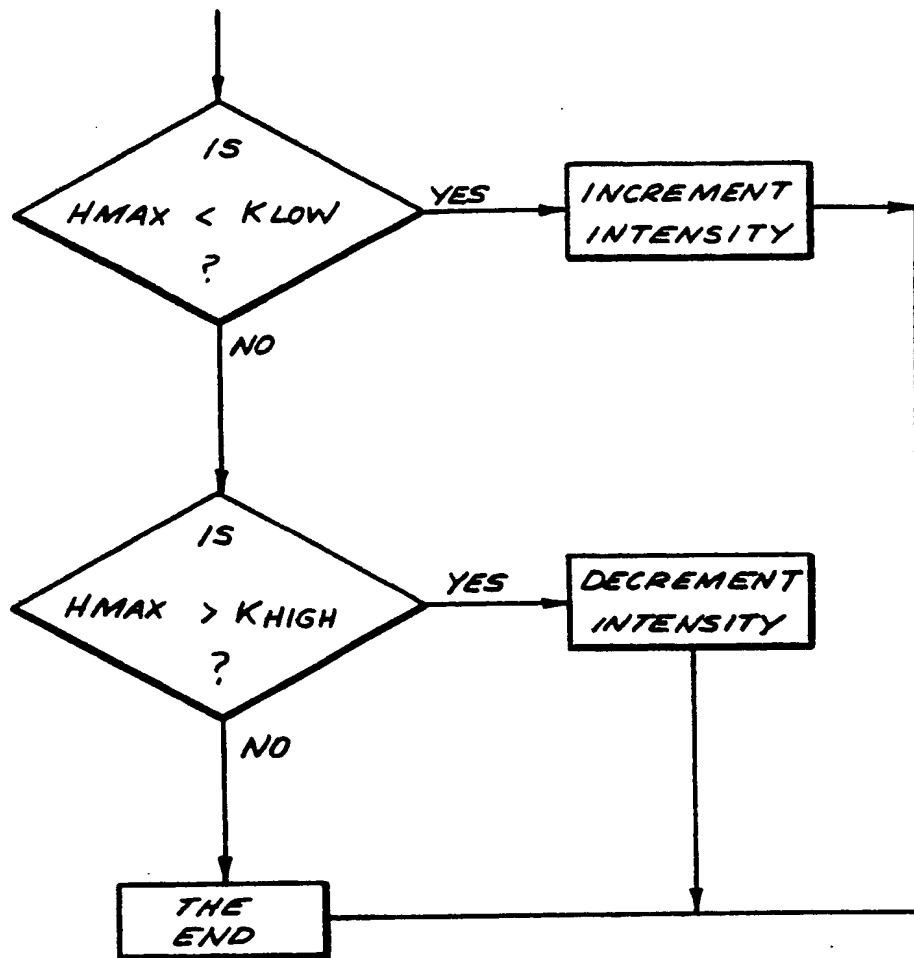 IS
HMAX < KLOW
?
YES
INCREMENT
INTENSITY
NO
IS
HMAX > KHIGH
?
YES
DECREMENT
INTENSITY
NO
THE
END